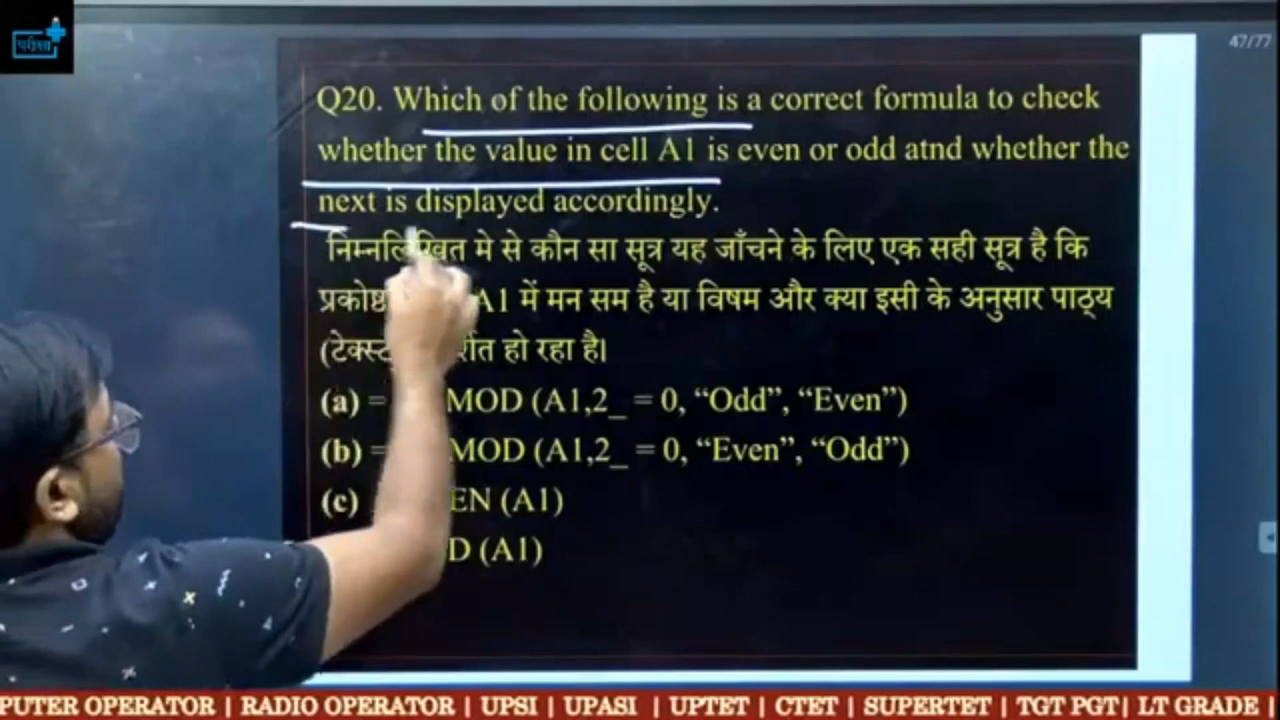 परीक्षा
47/77
Q20. Which of the following is a correct formula to check
whether the value in cell A1 is even or odd atnd whether the
next is displayed accordingly.
निम्नलिखित मे से कौन सा सूत्र यह जाँचने के लिए एक सही सूत्र है कि
A1 में मन सम है या विषम और क्या इसी के अनुसार पाठ्य
(टेक्स्ट हो रहा है।
(a) = MOD (A1,2_ = 0, “Odd”, “Even”)
(b) = MOD (A1,2_ = 0, “Even”, “Odd”)
(c) EN (A1)
D (A1)
PUTER OPERATOR | RADIO OPERATOR | UPSI | UPASI | UPTET | CTET | SUPERTET | TGT PGT| LT GRADE |